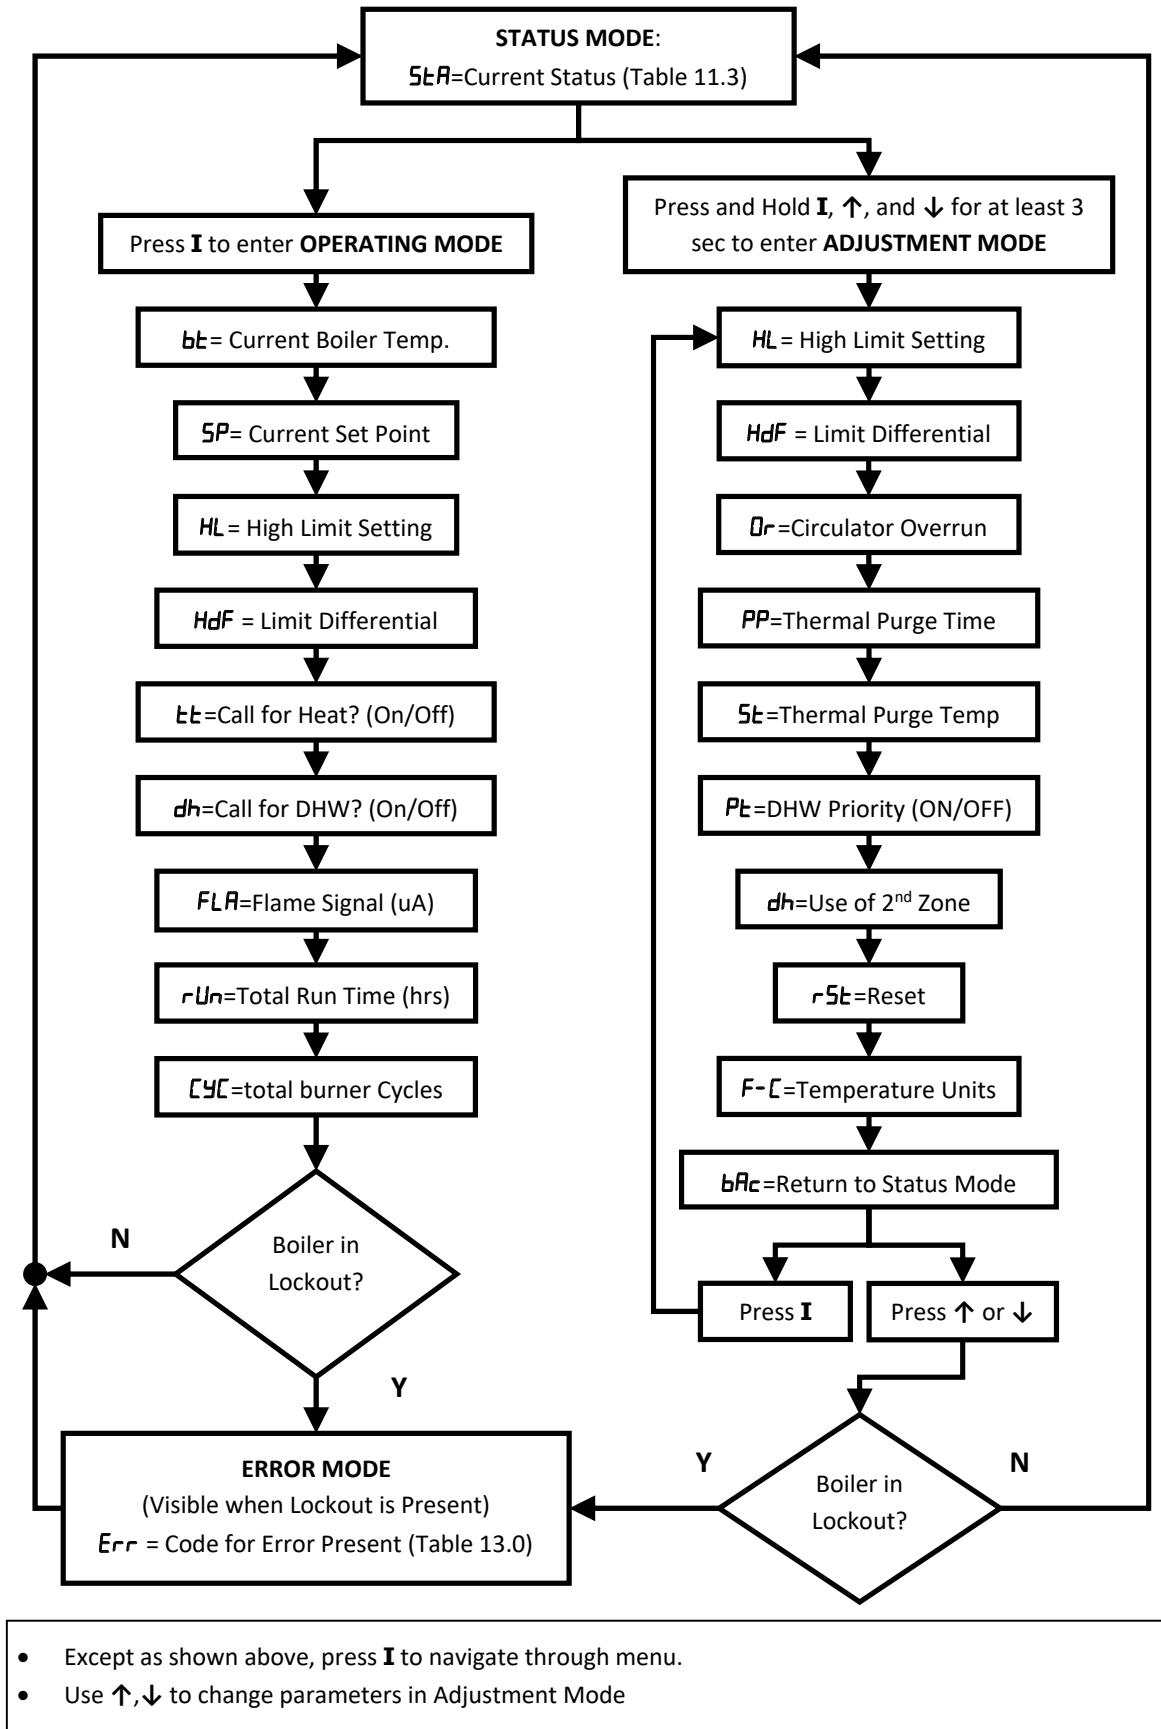 STATUS MODE:
StA=Current Status (Table 11.3)
Press I to enter OPERATING MODE
bt= Current Boiler Temp.
SP= Current Set Point
HL= High Limit Setting
HdF = Limit Differential
tt=Call for Heat? (On/Off)
dh=Call for DHW? (On/Off)
FLA=Flame Signal (uA)
rUn=Total Run Time (hrs)
CYC=total burner Cycles
Boiler in
Lockout?
N
Y
ERROR MODE
(Visible when Lockout is Present)
Err = Code for Error Present (Table 13.0)
Press and Hold I, ↑, and ↓ for at least 3
sec to enter ADJUSTMENT MODE
HL= High Limit Setting
HdF = Limit Differential
Or=Circulator Overrun
PP=Thermal Purge Time
St=Thermal Purge Temp
Pt=DHW Priority (ON/OFF)
dh=Use of 2nd Zone
rSt=Reset
F-C=Temperature Units
bAc=Return to Status Mode
Press I
Press ↑ or ↓
Boiler in
Lockout?
Y
N
• Except as shown above, press I to navigate through menu.
• Use ↑,↓ to change parameters in Adjustment Mode